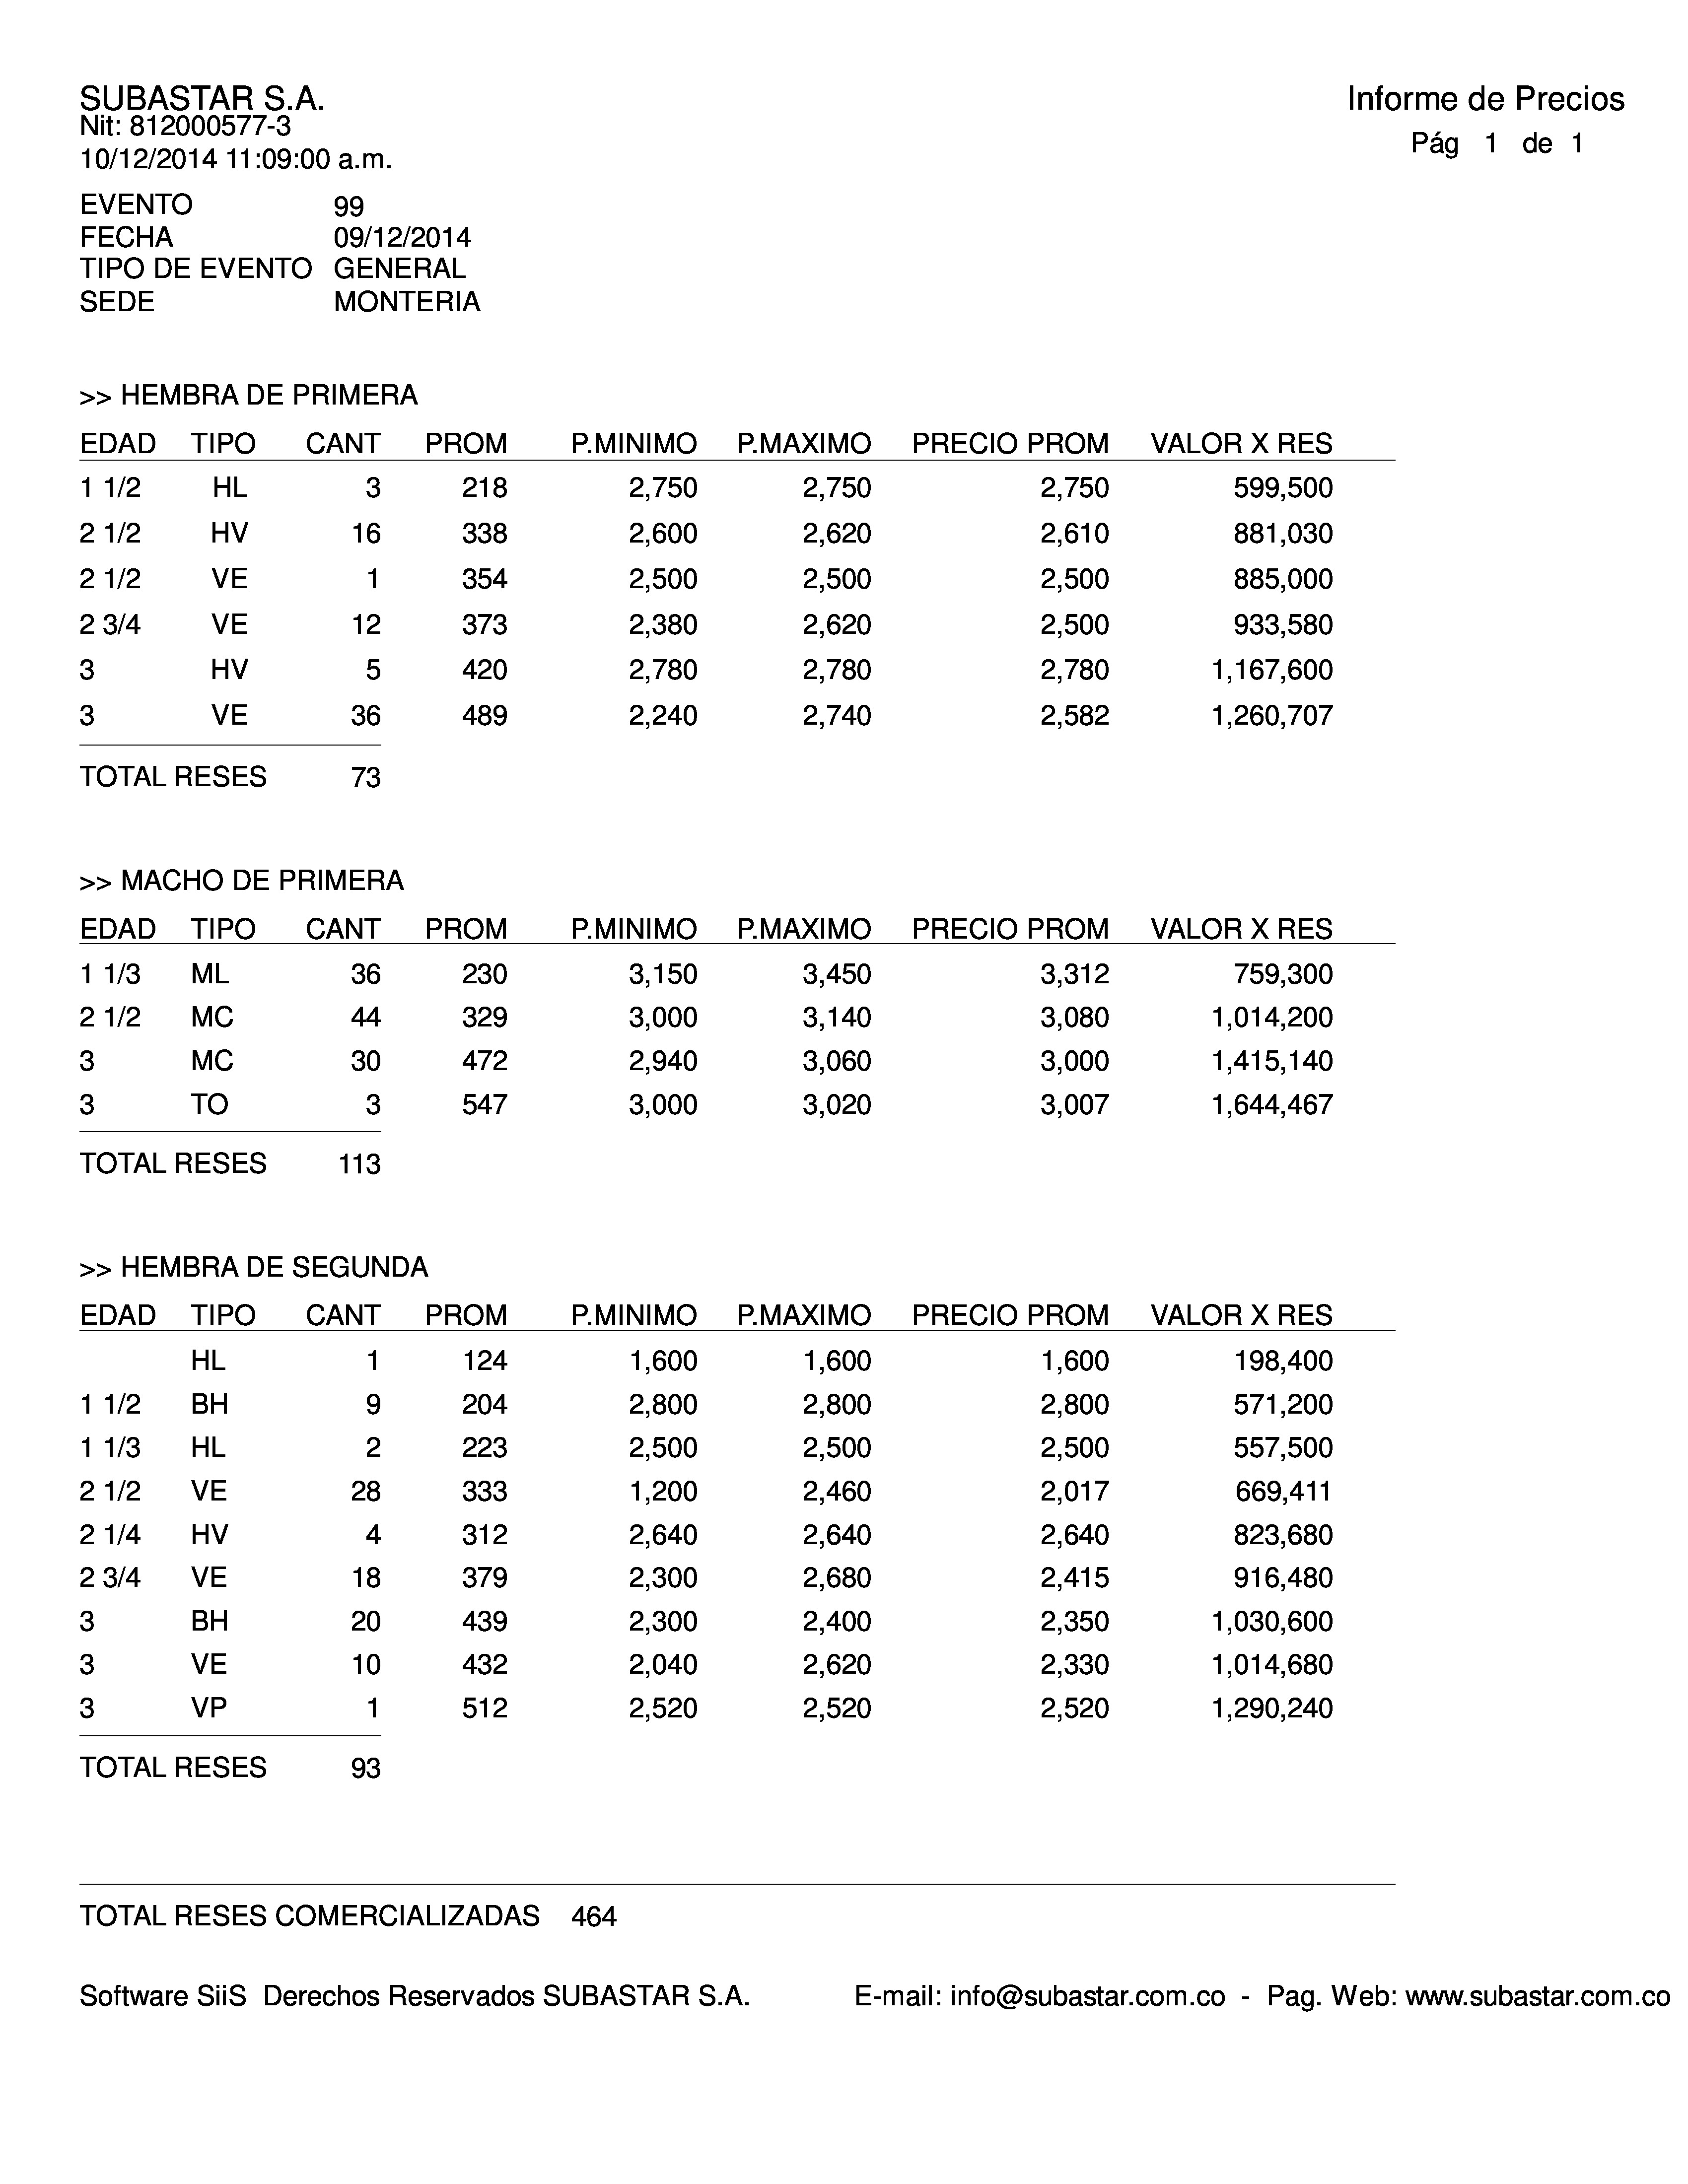 SUBASTAR S.A.
Informe de Precios
Nit: 812000577-3
Pág 1 de 1
10/12/2014 11:09:00 a.m.
EVENTO 99
FECHA 09/12/2014
TIPO DE EVENTO GENERAL
SEDE MONTERIA
>> HEMBRA DE PRIMERA
EDAD TIPO CANT PROM P.MINIMO P.MAXIMO PRECIO PROM VALOR X RES
1 1/2 HL 3 218 2,750 2,750 2,750 599,500
2 1/2 HV 16 338 2,600 2,620 2,610 881,030
2 1/2 VE 1 354 2,500 2,500 2,500 885,000
2 3/4 VE 12 373 2,380 2,620 2,500 933,580
3 HV 5 420 2,780 2,780 2,780 1,167,600
3 VE 36 489 2,240 2,740 2,582 1,260,707
TOTAL RESES 73
>> MACHO DE PRIMERA
EDAD TIPO CANT PROM P.MINIMO P.MAXIMO PRECIO PROM VALOR X RES
1 1/3 ML 36 230 3,150 3,450 3,312 759,300
2 1/2 MC 44 329 3,000 3,140 3,080 1,014,200
3 MC 30 472 2,940 3,060 3,000 1,415,140
3 TO 3 547 3,000 3,020 3,007 1,644,467
TOTAL RESES 113
>> HEMBRA DE SEGUNDA
EDAD TIPO CANT PROM P.MINIMO P.MAXIMO PRECIO PROM VALOR X RES
HL 1 124 1,600 1,600 1,600 198,400
1 1/2 BH 9 204 2,800 2,800 2,800 571,200
1 1/3 HL 2 223 2,500 2,500 2,500 557,500
2 1/2 VE 28 333 1,200 2,460 2,017 669,411
2 1/4 HV 4 312 2,640 2,640 2,640 823,680
2 3/4 VE 18 379 2,300 2,680 2,415 916,480
3 BH 20 439 2,300 2,400 2,350 1,030,600
3 VE 10 432 2,040 2,620 2,330 1,014,680
3 VP 1 512 2,520 2,520 2,520 1,290,240
TOTAL RESES 93
TOTAL RESES COMERCIALIZADAS 464
Software SiiS Derechos Reservados SUBASTAR S.A. E-mail: info@subastar.com.co - Pag. Web: www.subastar.com.co